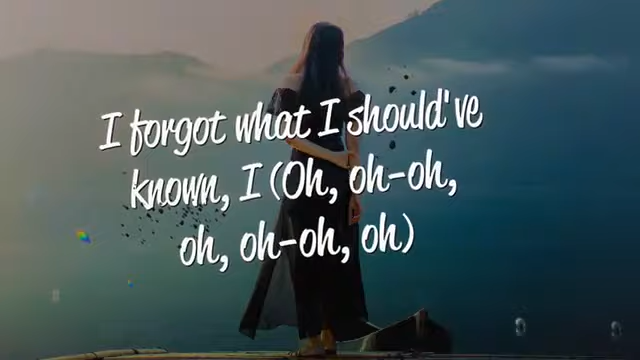 I forgot what I should've
known, I (Oh, oh-oh,
oh, oh-oh, oh)